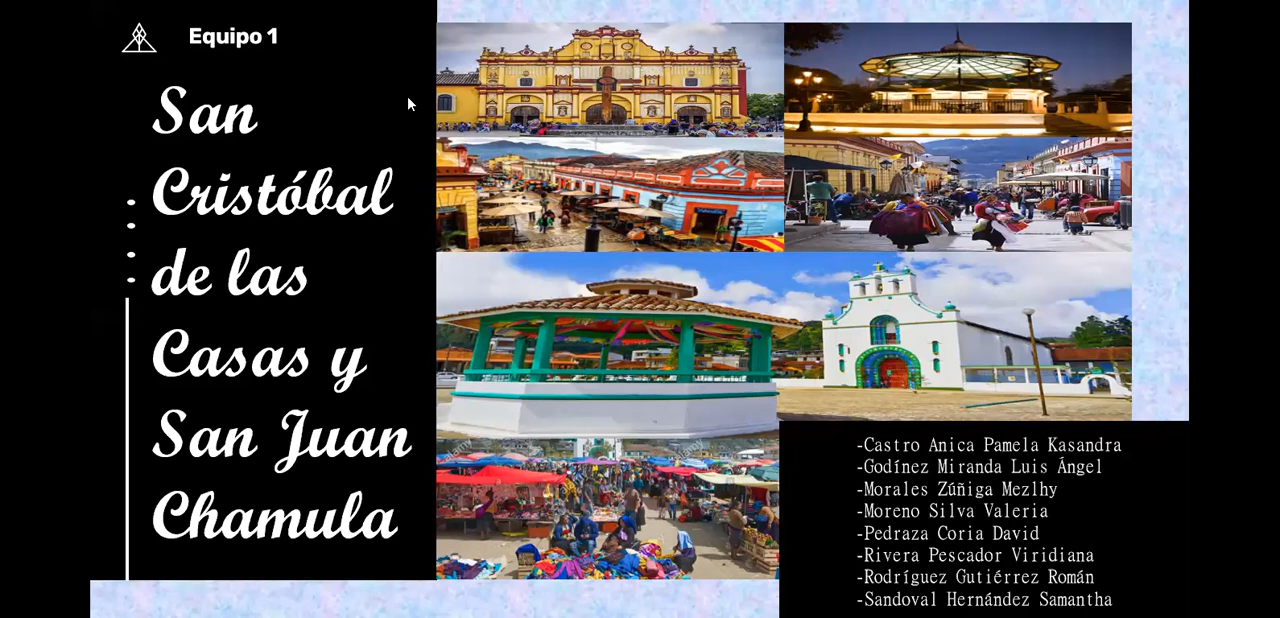 Equipo 1
San
Cristóbal
de las
Casas y
San Juan
Chamula
-Castro Anica Pamela Kasandra
-Godínez Miranda Luis Ángel
-Morales Zúñiga Mezlhy
-Moreno Silva Valeria
-Pedraza Coria David
-Rivera Pescador Viridiana
-Rodríguez Gutiérrez Román
-Sandoval Hernández Samantha